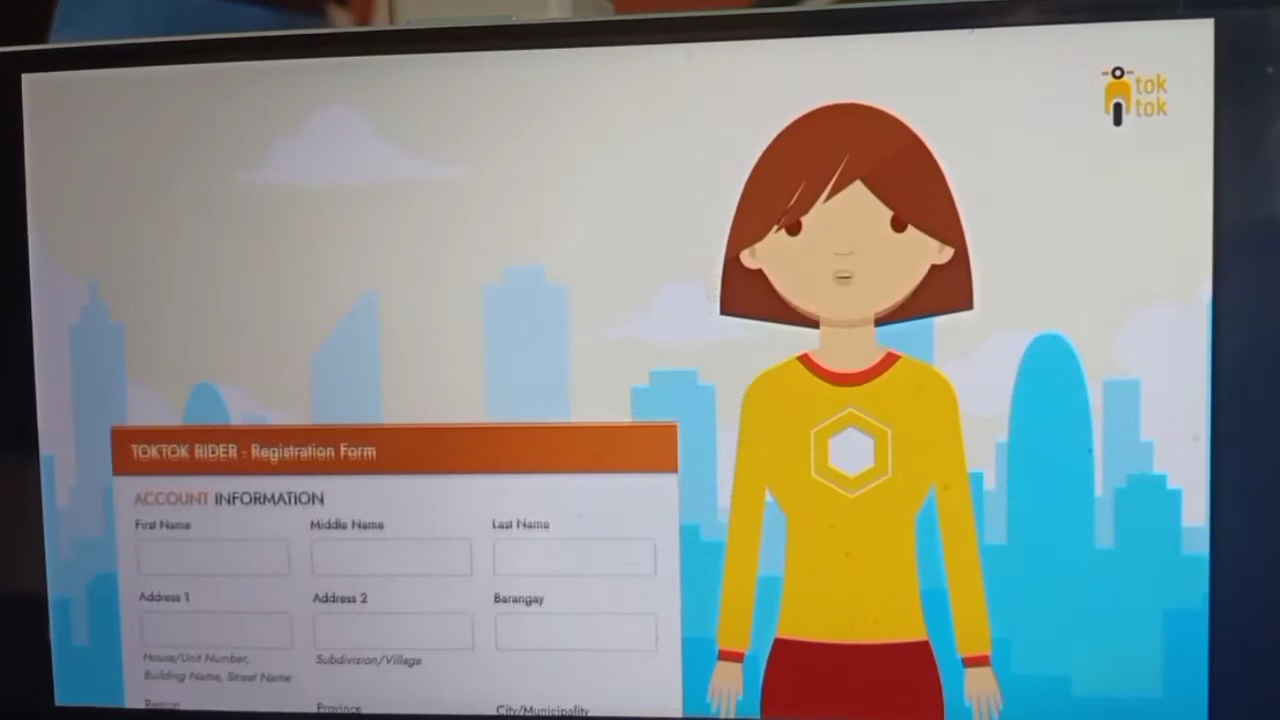 tok
tok
TOKTOK RIDER - Registration Form
ACCOUNT INFORMATION
First Name Middle Name Last Name
Address 1 Address 2 Barangay
House/Unit Number, Subdivision/Village
Building Name, Street Name
Region Province City/Municipality